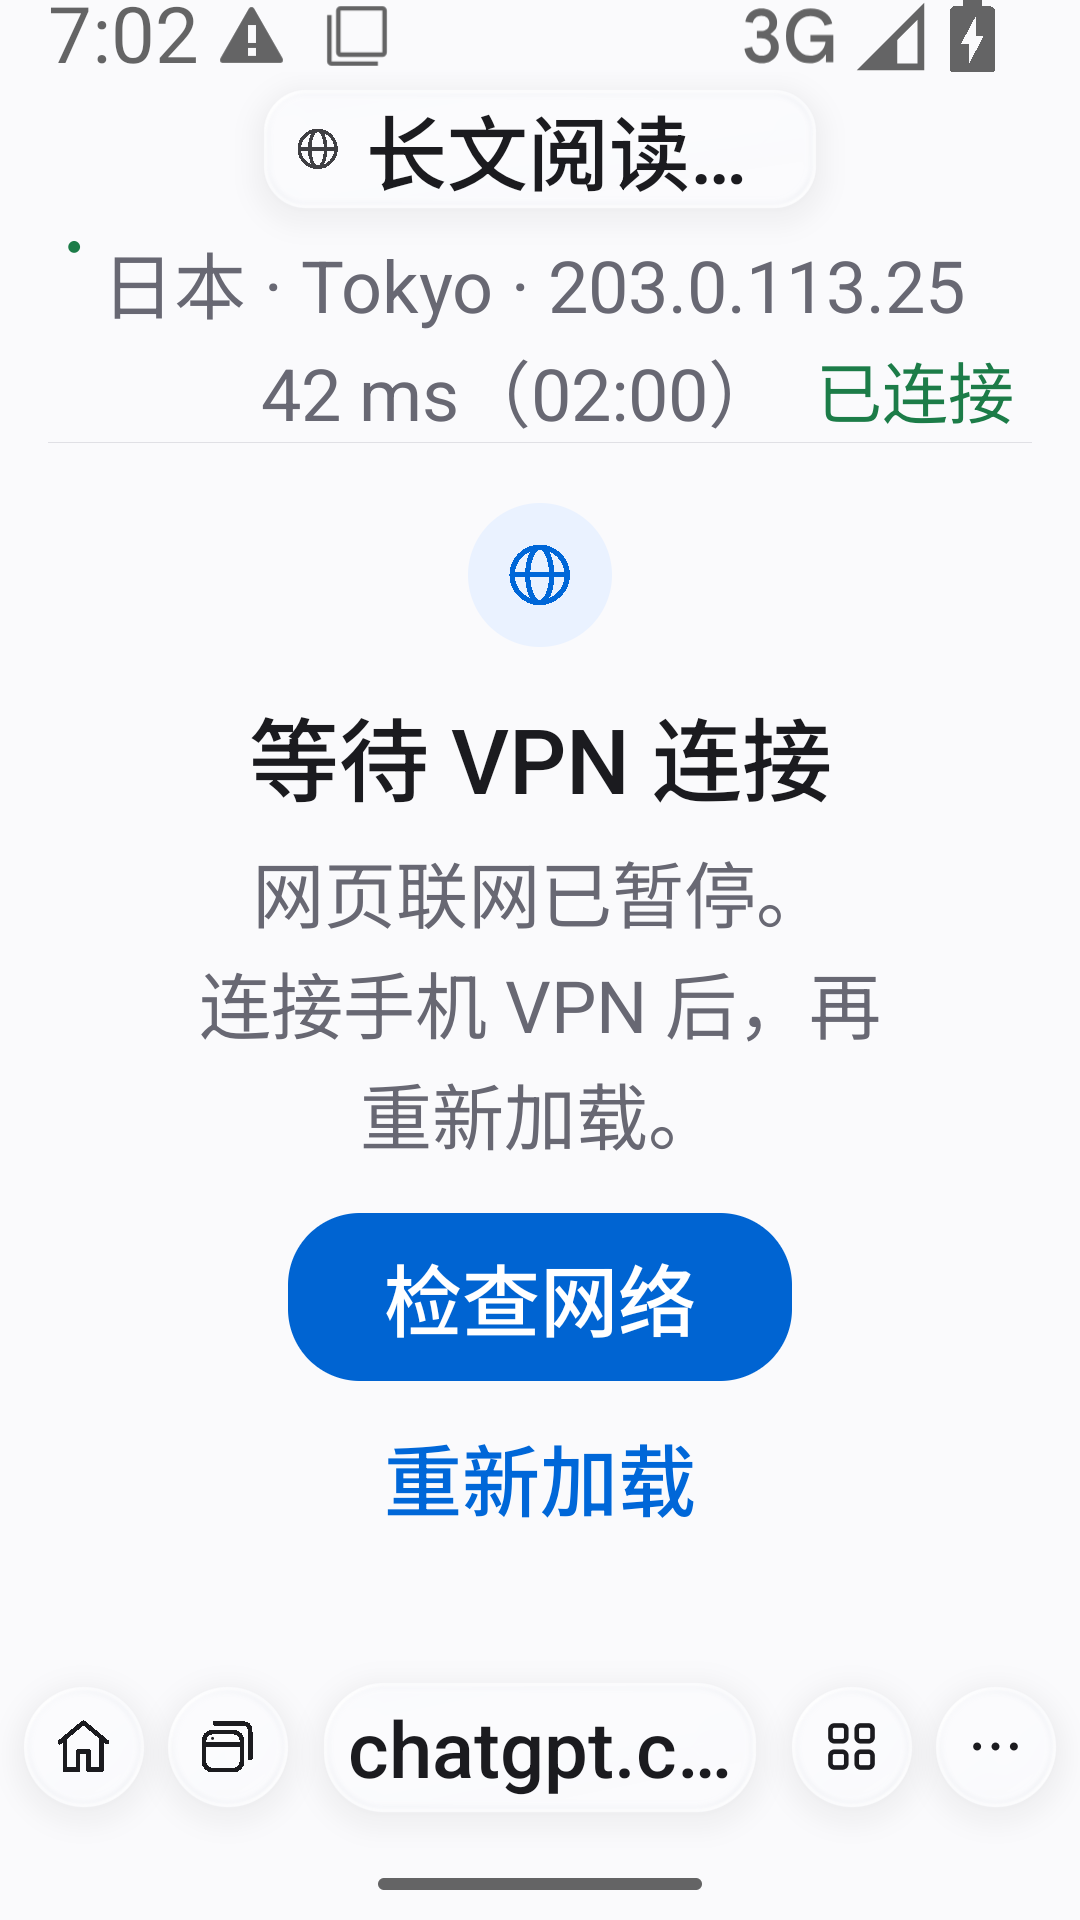 7:02
3G
长文阅读…
日本 · Tokyo · 203.0.113.25
42 ms（02:00） 已连接
等待 VPN 连接
网页联网已暂停。
连接手机 VPN 后，再
重新加载。
检查网络
重新加载
chatgpt.c…